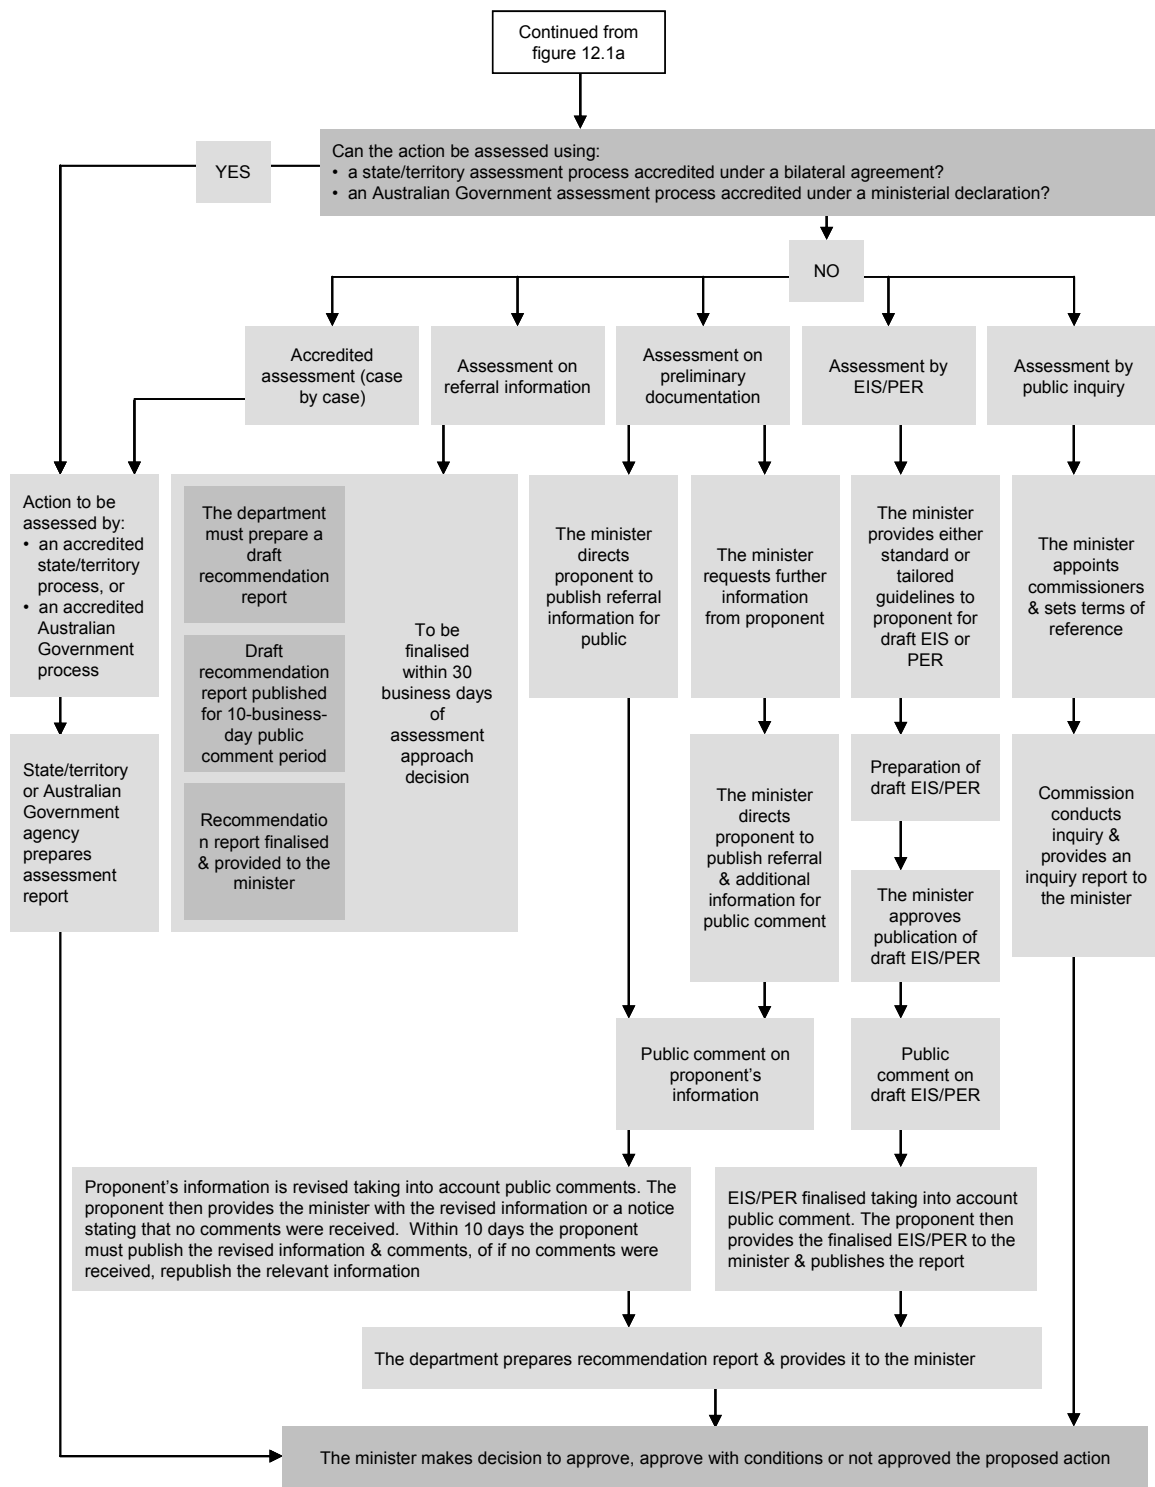 Continued from
figure 12.1a
Can the action be assessed using:
• a state/territory assessment process accredited under a bilateral agreement?
• an Australian Government assessment process accredited under a ministerial declaration?
YES
NO
Accredited
assessment (case
by case)
Assessment on
referral information
Assessment on
preliminary
documentation
Assessment by
EIS/PER
Assessment by
public inquiry
Action to be
assessed by:
• an accredited
state/territory
process, or
• an accredited
Australian
Government
process
The department
must prepare a
draft
recommendation
report
Draft
recommendation
report published
for 10-business-
day public
comment period
Recommendatio
n report finalised
& provided to the
minister
To be
finalised
within 30
business days
of
assessment
approach
decision
The minister
directs
proponent to
publish referral
information for
public
The minister
requests further
information
from proponent
The minister
provides either
standard or
tailored
guidelines to
proponent for
draft EIS or
PER
The minister
appoints
commissioners
& sets terms of
reference
State/territory
or Australian
Government
agency
prepares
assessment
report
The minister
directs
proponent to
publish referral
& additional
information for
public comment
Preparation of
draft EIS/PER
The minister
approves
publication of
draft EIS/PER
Commission
conducts
inquiry &
provides an
inquiry report to
the minister
Public comment on
proponent's
information
Public
comment on
draft EIS/PER
Proponent's information is revised taking into account public comments. The
proponent then provides the minister with the revised information or a notice
stating that no comments were received.  Within 10 days the proponent
must publish the revised information & comments, of if no comments were
received, republish the relevant information
EIS/PER finalised taking into account
public comment. The proponent then
provides the finalised EIS/PER to the
minister & publishes the report
The department prepares recommendation report & provides it to the minister
The minister makes decision to approve, approve with conditions or not approved the proposed action